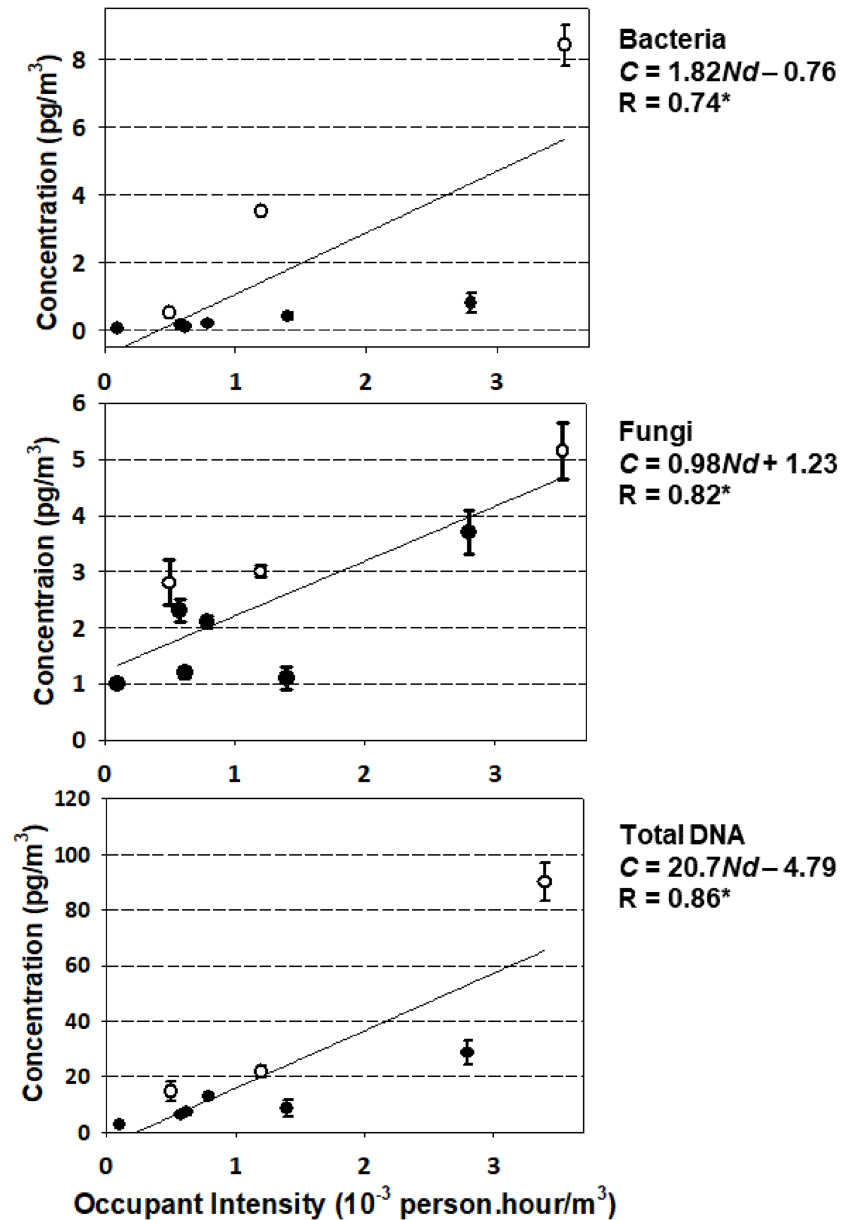 Concentration (pg/m³)
8
6
4
2
0
0 1 2 3
Bacteria
C = 1.82Nd – 0.76
R = 0.74*
Concentraion (pg/m³)
6
5
4
3
2
1
0
0 1 2 3
Fungi
C = 0.98Nd + 1.23
R = 0.82*
Concentration (pg/m³)
120
100
80
60
40
20
0
0 1 2 3
Total DNA
C = 20.7Nd – 4.79
R = 0.86*
Occupant Intensity (10⁻³ person.hour/m³)